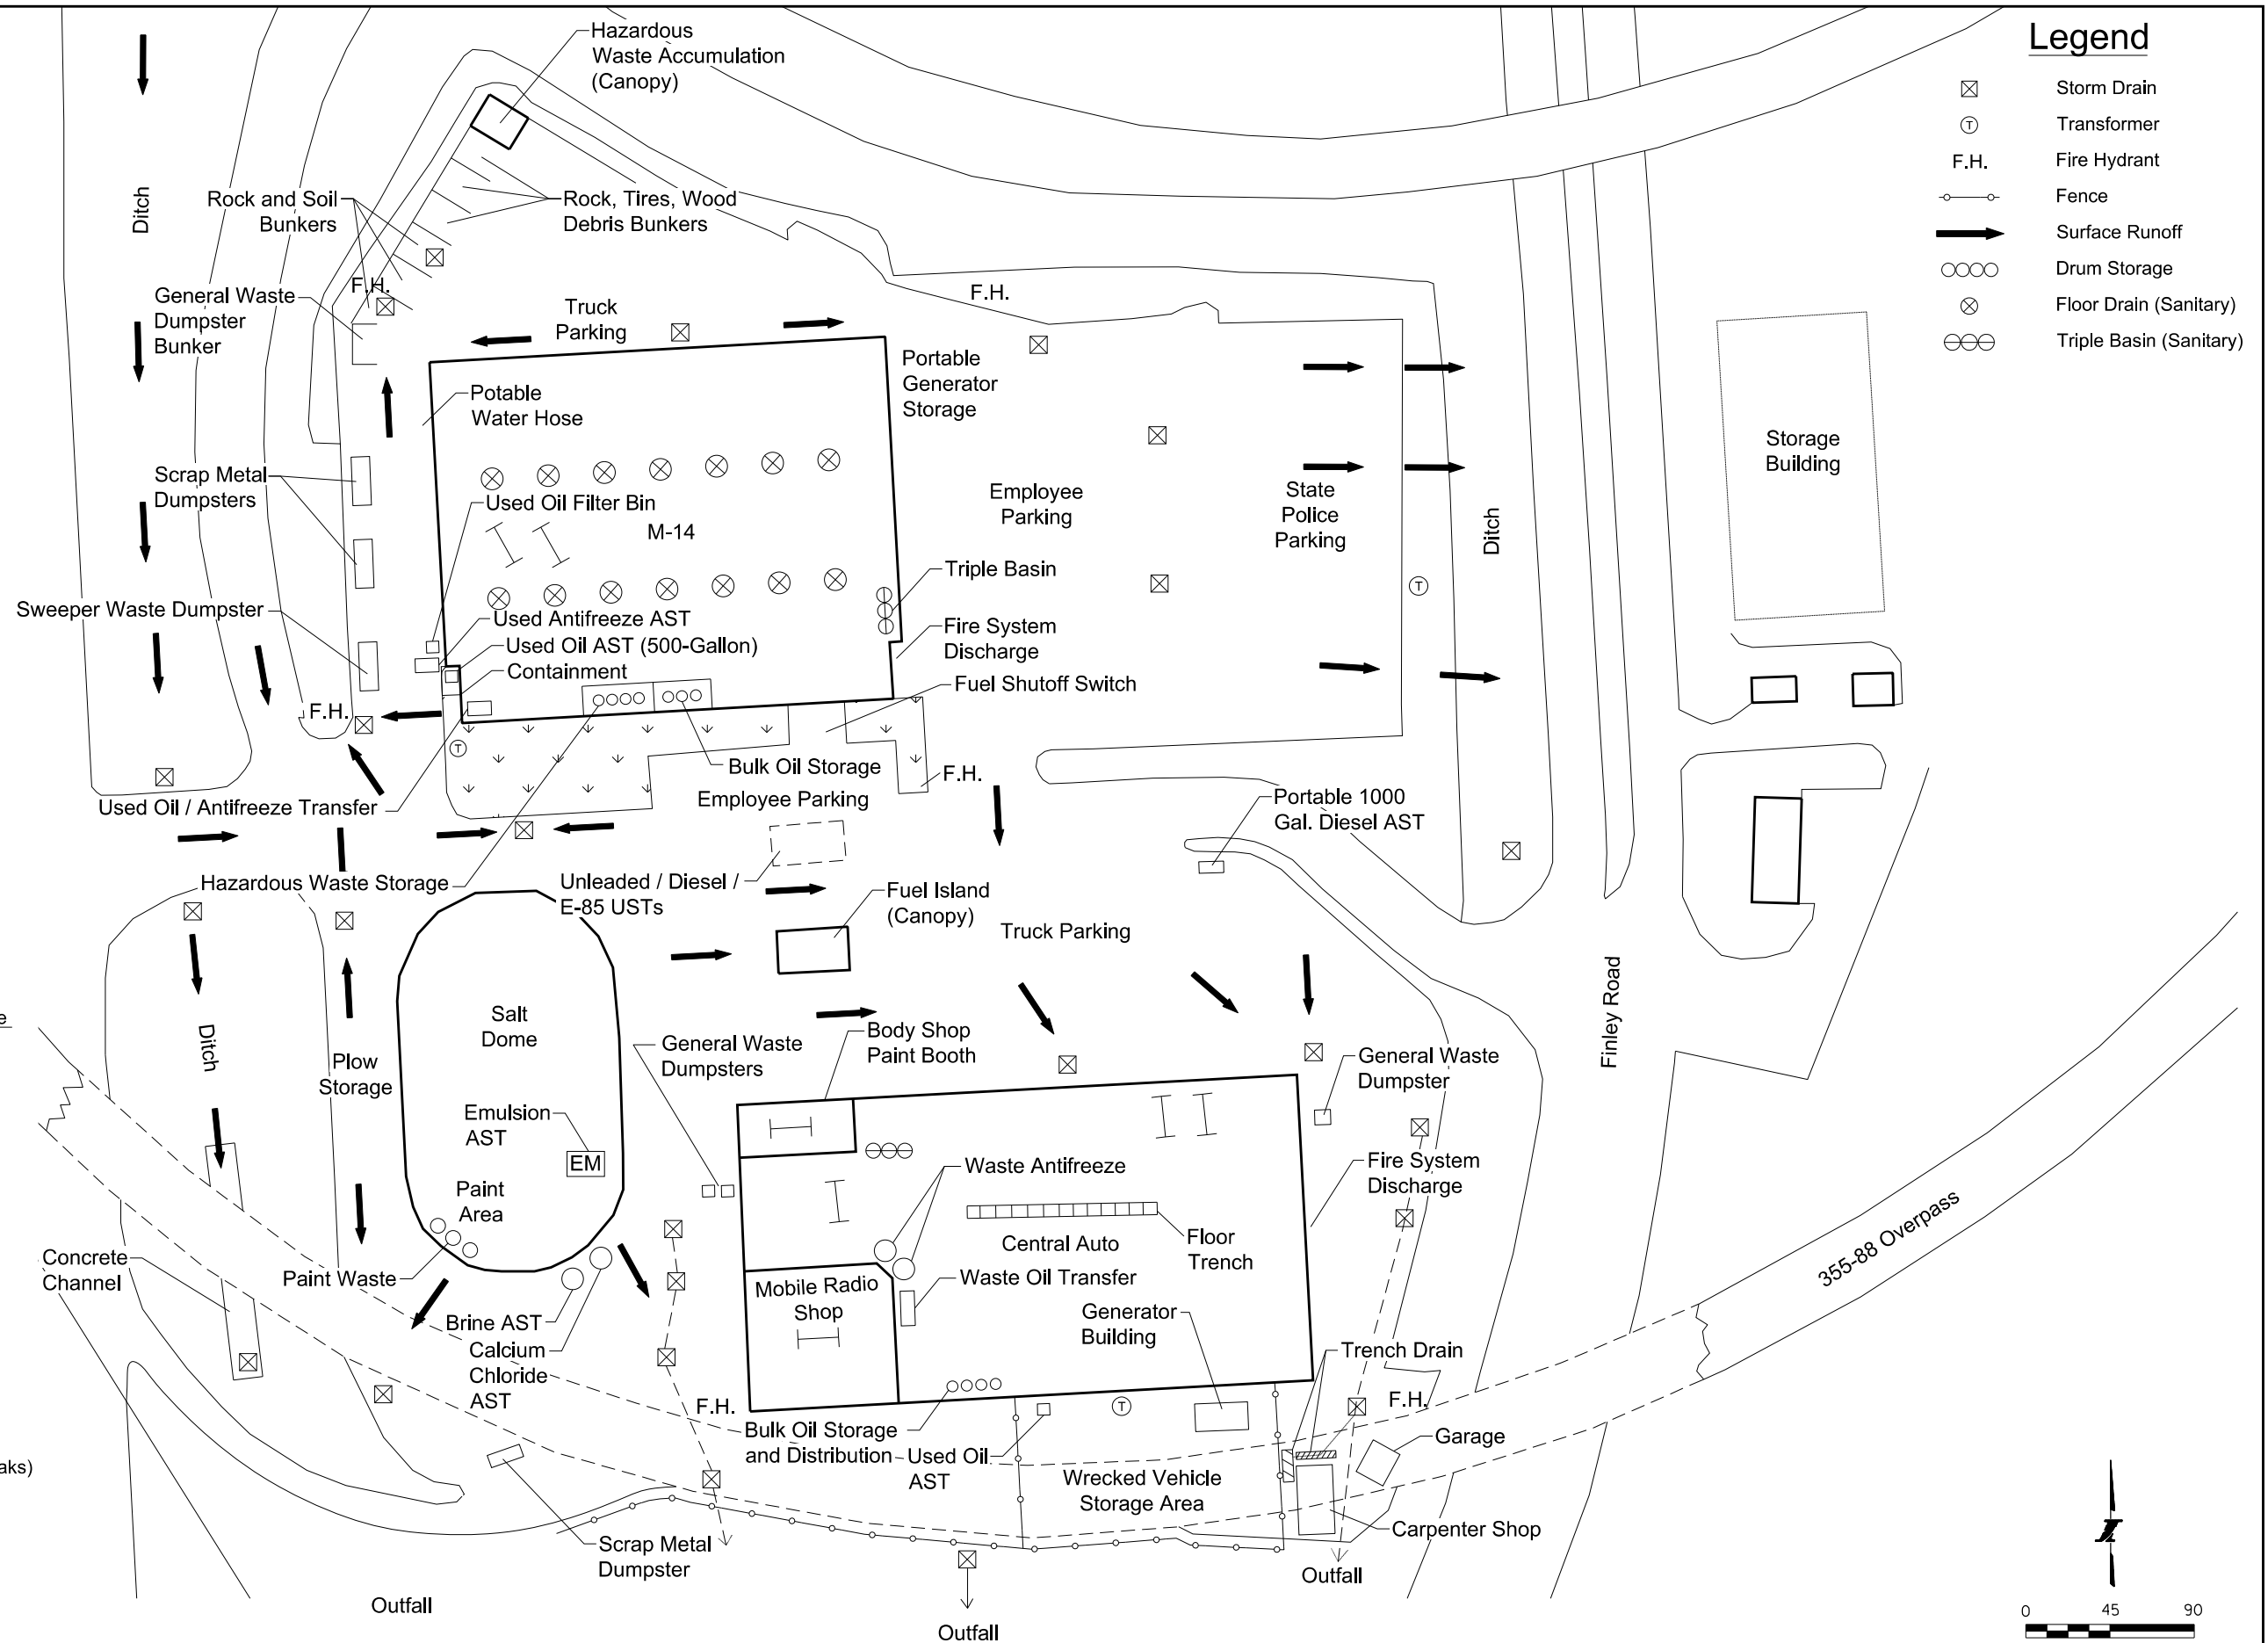 Hazardous
Waste Accumulation
(Canopy)
Legend
Storm Drain
T
Transformer
F.H.
Fire Hydrant
Fence
Surface Runoff
Drum Storage
Floor Drain (Sanitary)
Triple Basin (Sanitary)
Ditch
Rock and Soil
Bunkers
Rock, Tires, Wood
Debris Bunkers
F.H.
General Waste
Dumpster
Bunker
Truck
Parking
F.H.
Portable
Generator
Storage
Potable
Water Hose
Storage
Building
Scrap Metal
Dumpsters
Used Oil Filter Bin
M-14
Employee
Parking
State
Police
Parking
Ditch
Triple Basin
T
Sweeper Waste Dumpster
Used Antifreeze AST
Used Oil AST (500-Gallon)
Containment
Fire System
Discharge
Fuel Shutoff Switch
F.H.
T
Bulk Oil Storage
F.H.
Used Oil / Antifreeze Transfer
Employee Parking
Portable 1000
Gal. Diesel AST
Hazardous Waste Storage
Unleaded / Diesel /
E-85 USTs
Fuel Island
(Canopy)
Truck Parking
Finley Road
e
Ditch
Salt
Dome
Plow
Storage
General Waste
Dumpsters
Body Shop
Paint Booth
General Waste
Dumpster
Emulsion
AST
EM
Waste Antifreeze
Fire System
Discharge
Paint
Area
Floor
Trench
Central Auto
355-88 Overpass
Concrete
Channel
Paint Waste
Mobile Radio
Shop
Waste Oil Transfer
Generator
Building
Brine AST
Calcium
Chloride
AST
Trench Drain
F.H.
T
F.H.
Bulk Oil Storage
and Distribution
Used Oil
AST
Garage
Wrecked Vehicle
Storage Area
aks)
Carpenter Shop
Scrap Metal
Dumpster
Outfall
Outfall
Outfall
0 45 90